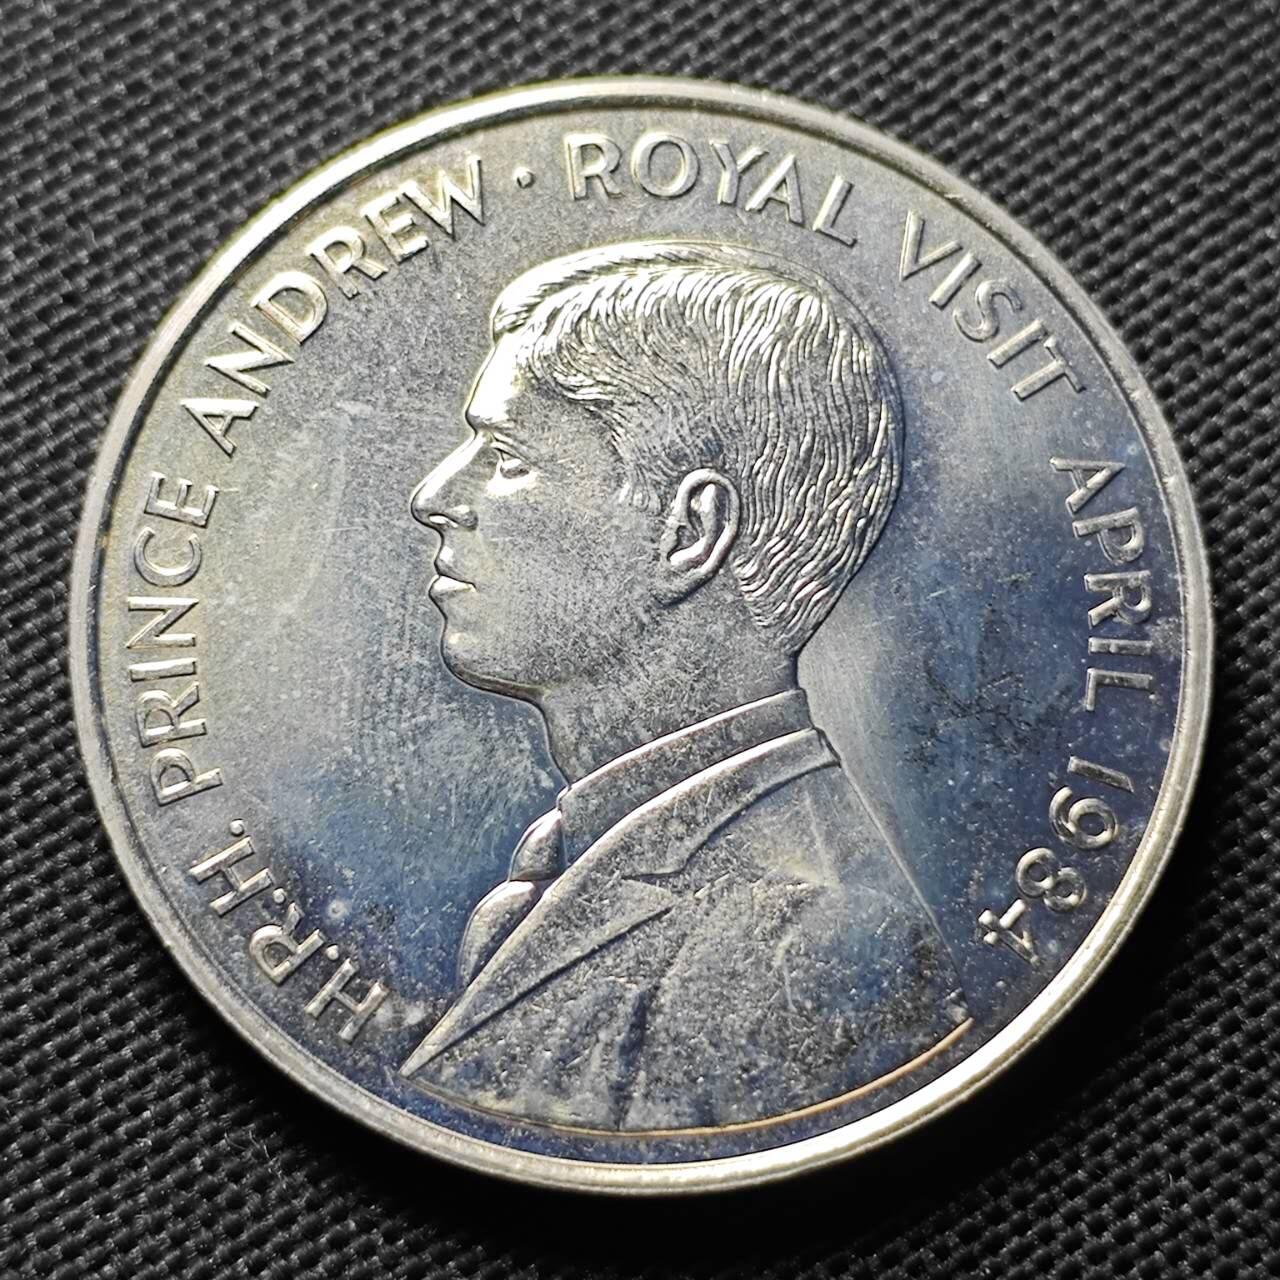 H.R.H. PRINCE ANDREW · ROYAL VISIT APRIL 1984